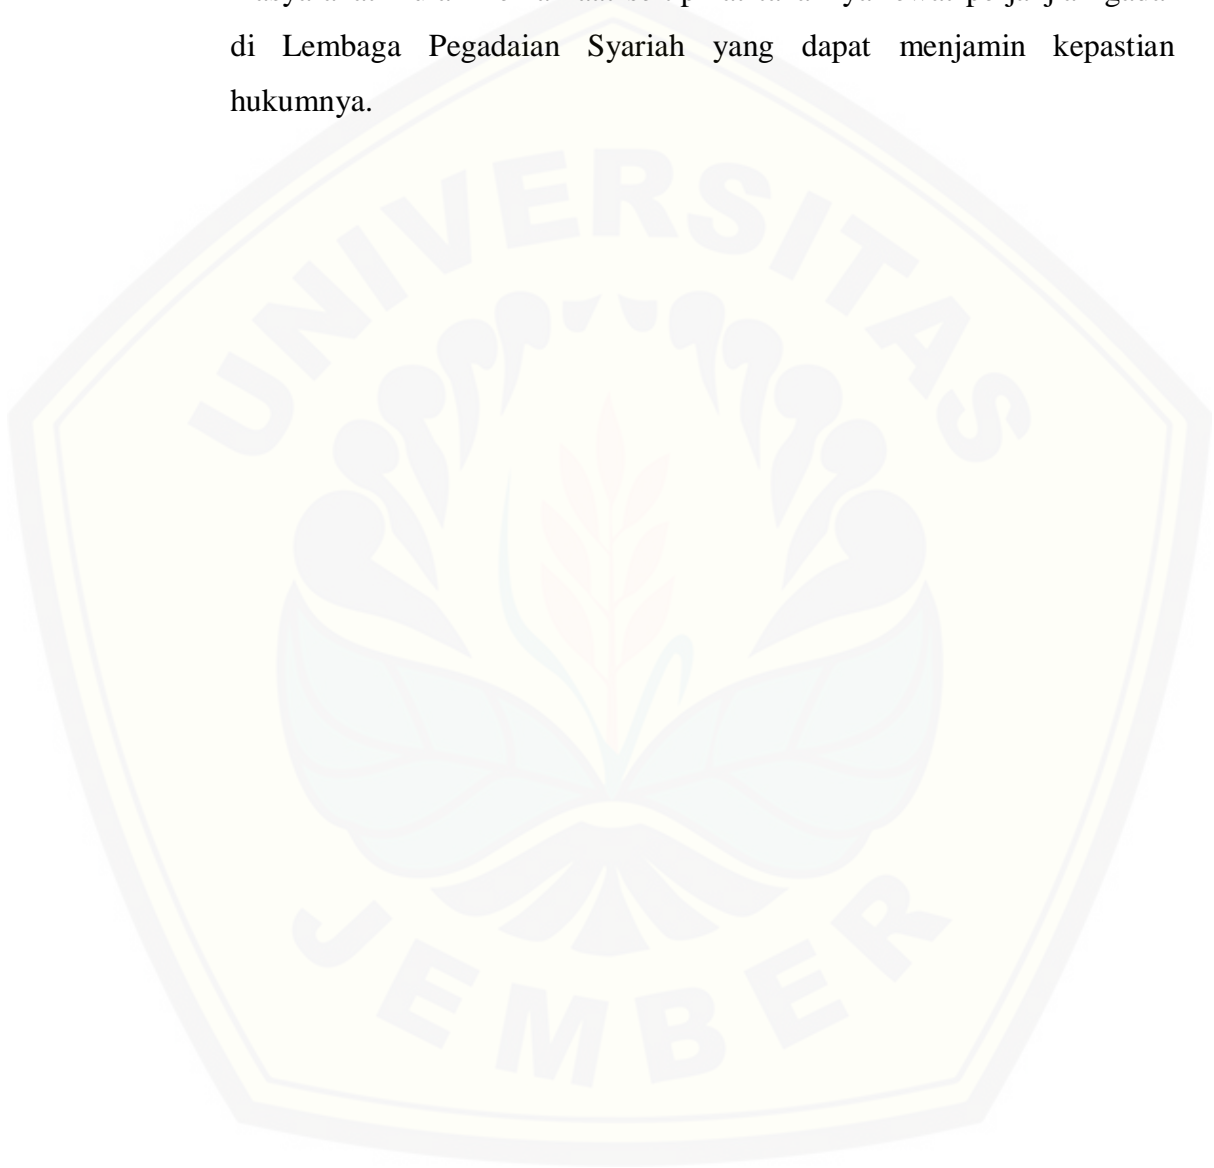 di Lembaga Pegadaian Syariah yang dapat menjamin kepastian
hukumnya.
UNIVERSITAS
JEMBER